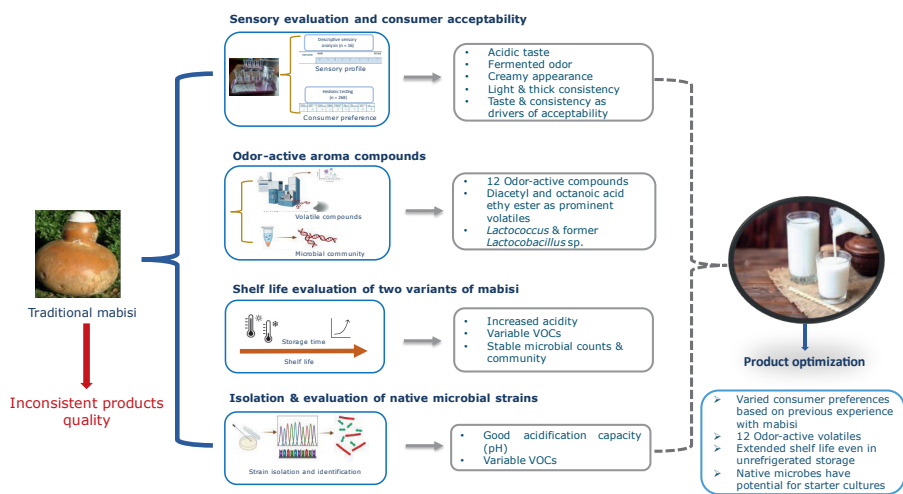 Sensory evaluation and consumer acceptability
Descriptive sensory
analysis (n = 36)
Sensory profile
Hedonic testing
(n = 268)
Consumer preference
• Acidic taste
• Fermented odor
• Creamy appearance
• Light & thick consistency
• Taste & consistency as
drivers of acceptability
Odor-active aroma compounds
Volatile compounds
Microbial community
• 12 Odor-active compounds
• Diacetyl and octanoic acid
ethy ester as prominent
volatiles
• Lactococcus & former
Lactocobacillus sp.
Traditional mabisi
Inconsistent products
quality
Shelf life evaluation of two variants of mabisi
Storage time
Shelf life
• Increased acidity
• Variable VOCs
• Stable microbial counts &
community
Isolation & evaluation of native microbial strains
Strain isolation and identification
• Good acidification capacity
(pH)
• Variable VOCs
Product optimization
➢ Varied consumer preferences
based on previous experience
with mabisi
➢ 12 Odor-active volatiles
➢ Extended shelf life even in
unrefrigerated storage
➢ Native microbes have
potential for starter cultures